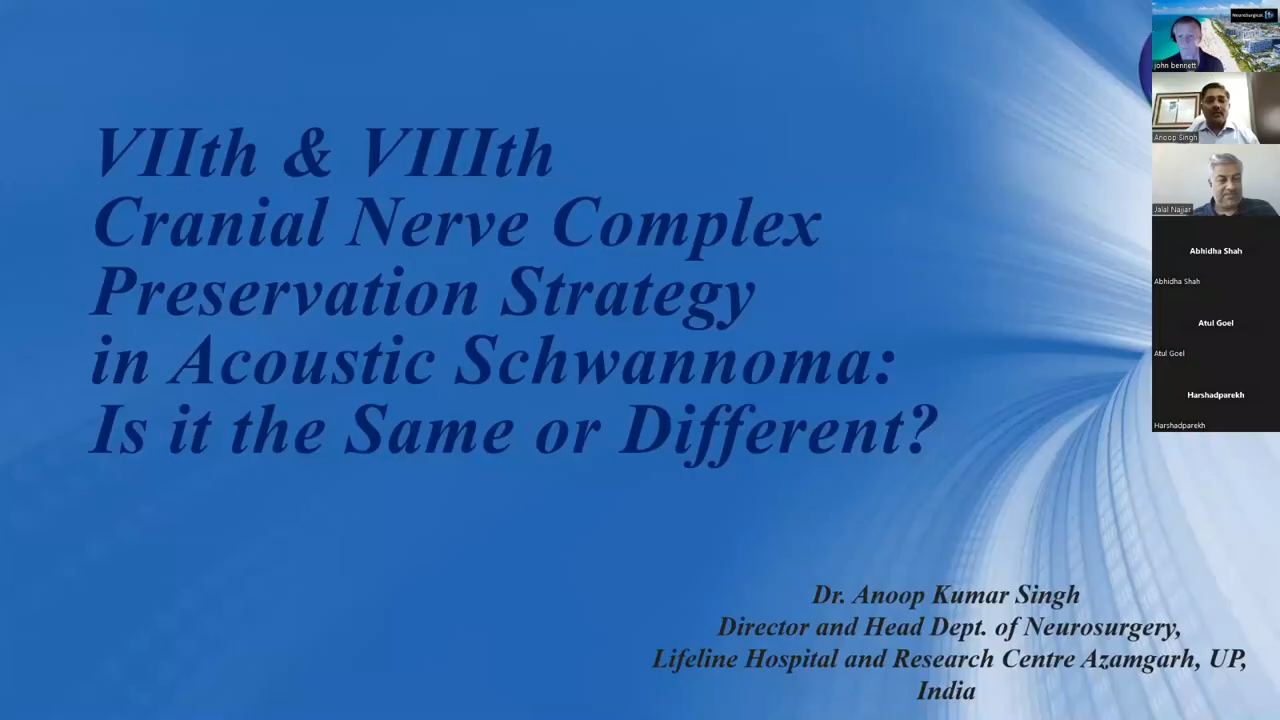 VIIth & VIIIth
Cranial Nerve Complex
Preservation Strategy
in Acoustic Schwannoma:
Is it the Same or Different?
Dr. Anoop Kumar Singh
Director and Head Dept. of Neurosurgery,
Lifeline Hospital and Research Centre Azamgarh, UP,
India
john bennett
Anoop Singh
Jalal Najjar
Abhidha Shah
Abhidha Shah
Atul Goel
Atul Goel
Harshadparekh
Harshadparekh